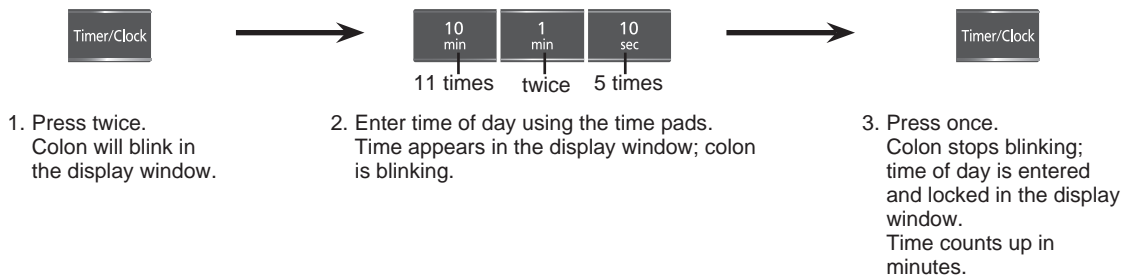 Timer/Clock
10
min
1
min
10
sec
Timer/Clock
11 times
twice
5 times
1. Press twice.
Colon will blink in
the display window.
2. Enter time of day using the time pads.
Time appears in the display window; colon
is blinking.
3. Press once.
Colon stops blinking;
time of day is entered
and locked in the display
window.
Time counts up in
minutes.